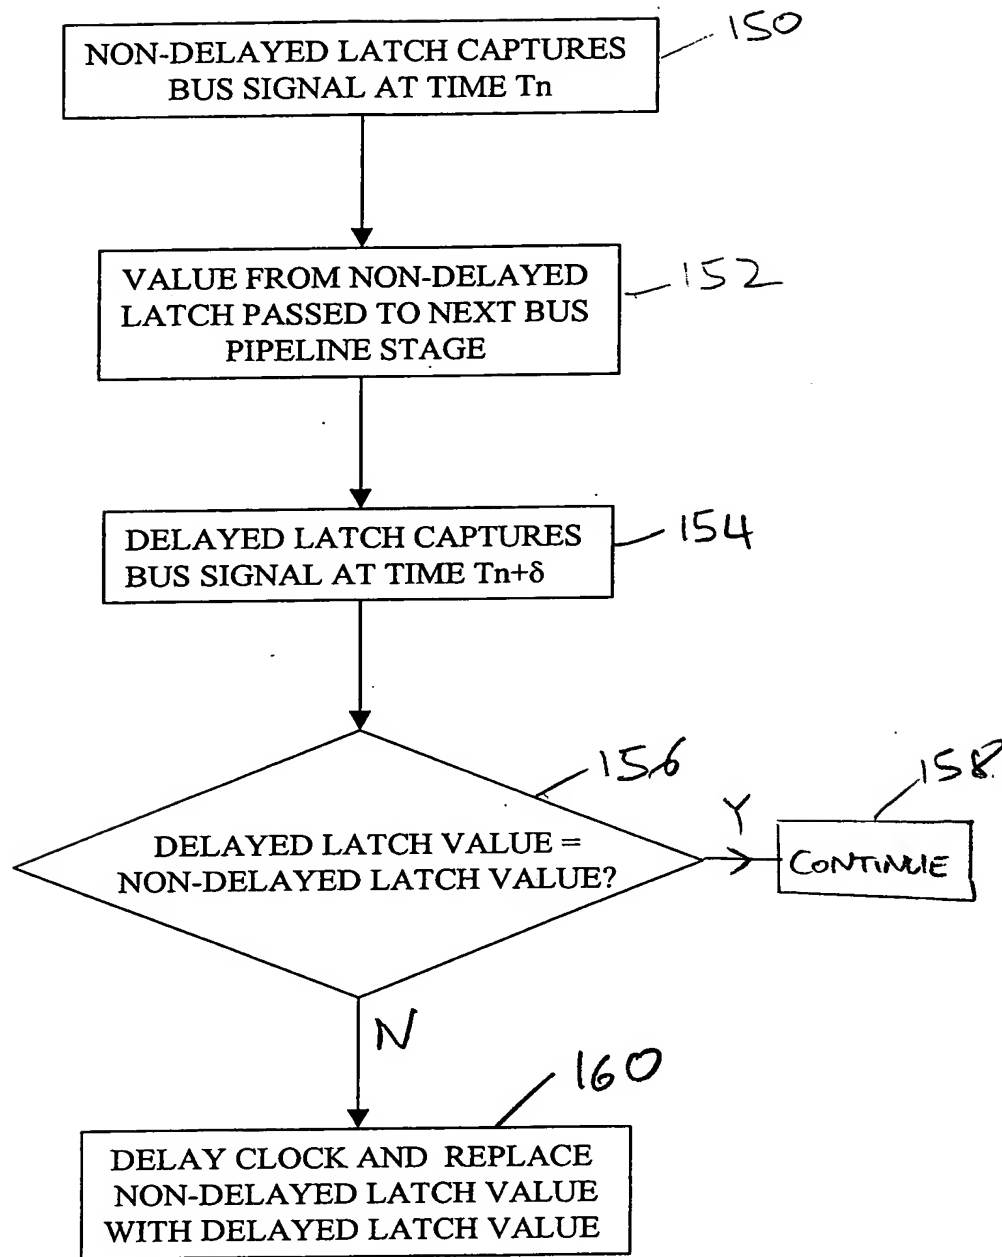 150
NON-DELAYED LATCH CAPTURES
BUS SIGNAL AT TIME Tn
152
VALUE FROM NON-DELAYED
LATCH PASSED TO NEXT BUS
PIPELINE STAGE
154
DELAYED LATCH CAPTURES
BUS SIGNAL AT TIME Tn+δ
156
158
Y
DELAYED LATCH VALUE =
NON-DELAYED LATCH VALUE?
CONTINUE
N
160
DELAY CLOCK AND REPLACE
NON-DELAYED LATCH VALUE
WITH DELAYED LATCH VALUE